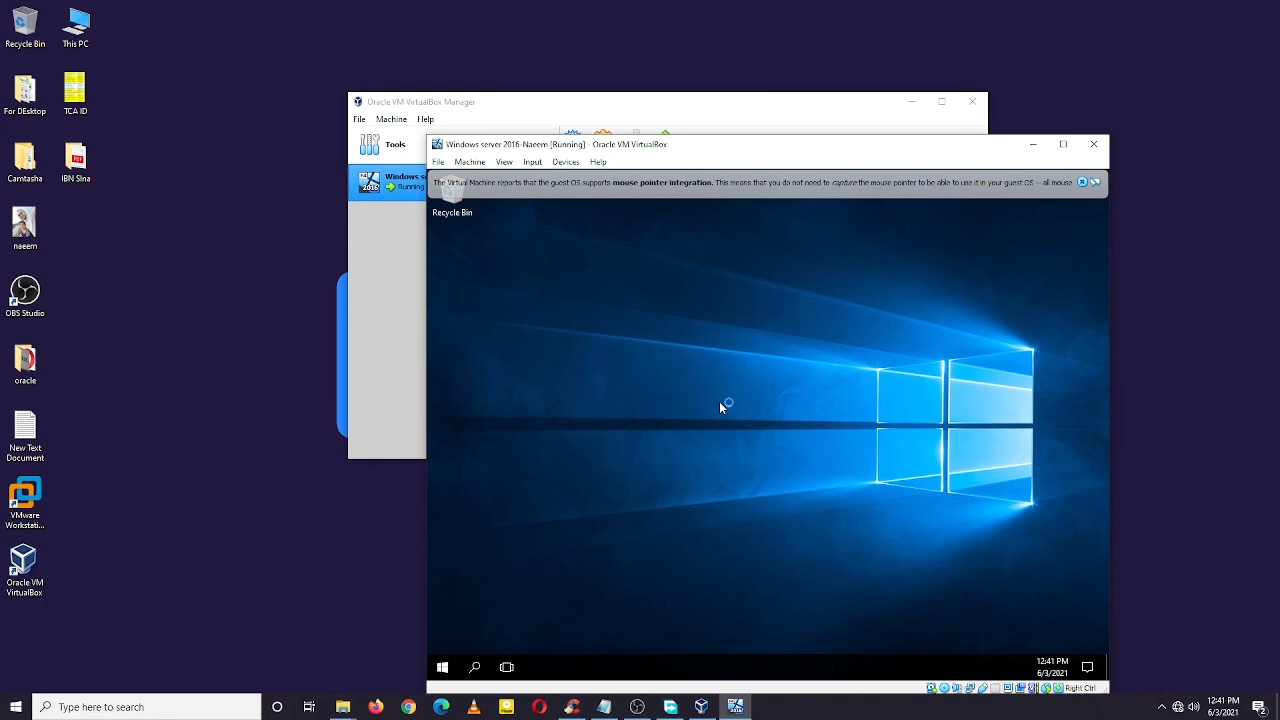 Recycle Bin
This PC
For DEsktop
TCA ID
Camatsha
IBN SIna
naeem
OBS Studio
oracle
New Text
Document
VMware
Workstati...
Oracle VM
VirtualBox
Oracle VM VirtualBox Manager
File Machine Help
Tools
Windows se
Running
2016
Windows server 2016-Naeem [Running] - Oracle VM VirtualBox
File Machine View Input Devices Help
The Virtual Machine reports that the guest OS supports mouse pointer integration. This means that you do not need to capture the mouse pointer to be able to use it in your guest OS -- all mouse
Recycle Bin
12:41 PM
6/3/2021
Right Ctrl
Type here to search
12:41 PM
6/3/2021